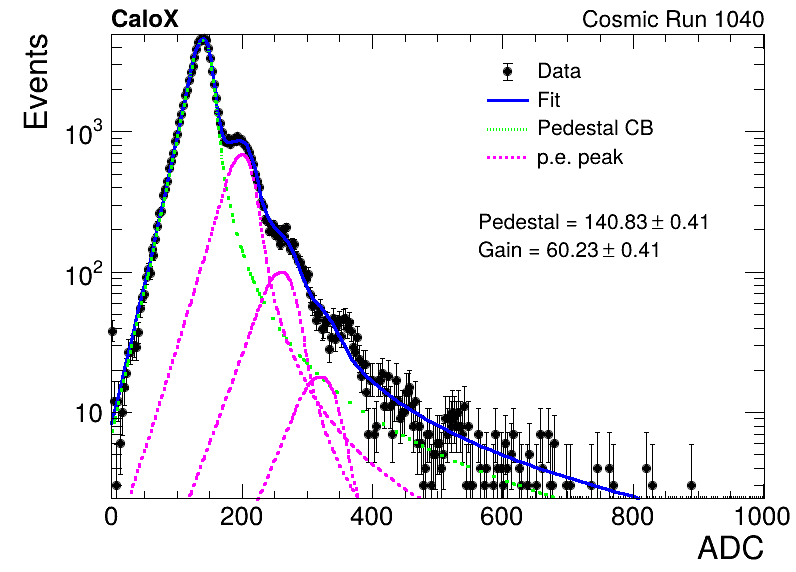 CaloX Cosmic Run 1040
Events
10³
10²
10
Data
Fit
Pedestal CB
p.e. peak
Pedestal = 140.83 ± 0.41
Gain = 60.23 ± 0.41
0 200 400 600 800 1000
ADC